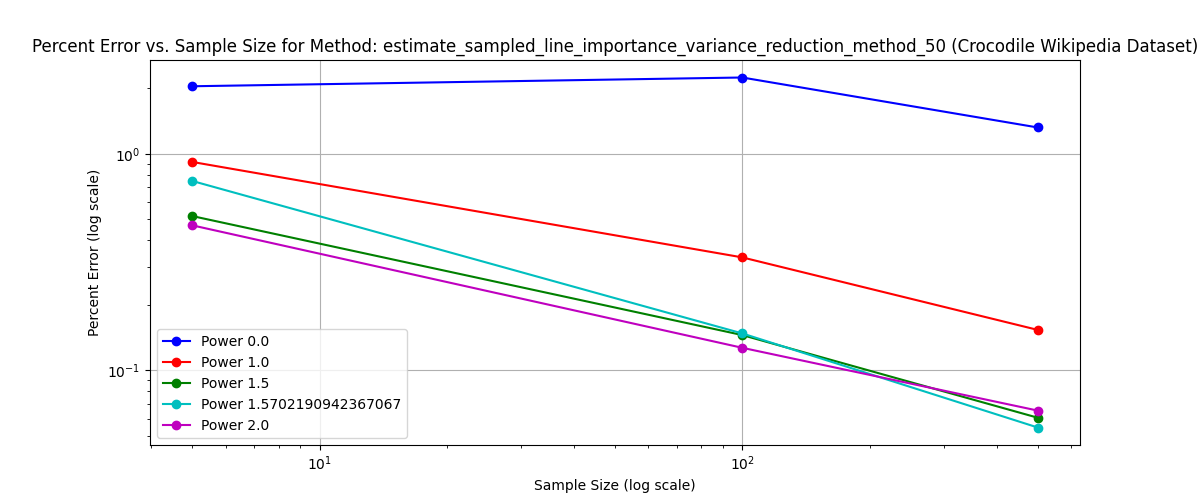 Percent Error vs. Sample Size for Method: estimate_sampled_line_importance_variance_reduction_method_50 (Crocodile Wikipedia Dataset)
Percent Error (log scale)
10⁰
10⁻¹
Power 0.0
Power 1.0
Power 1.5
Power 1.5702190942367067
Power 2.0
10¹
10²
Sample Size (log scale)